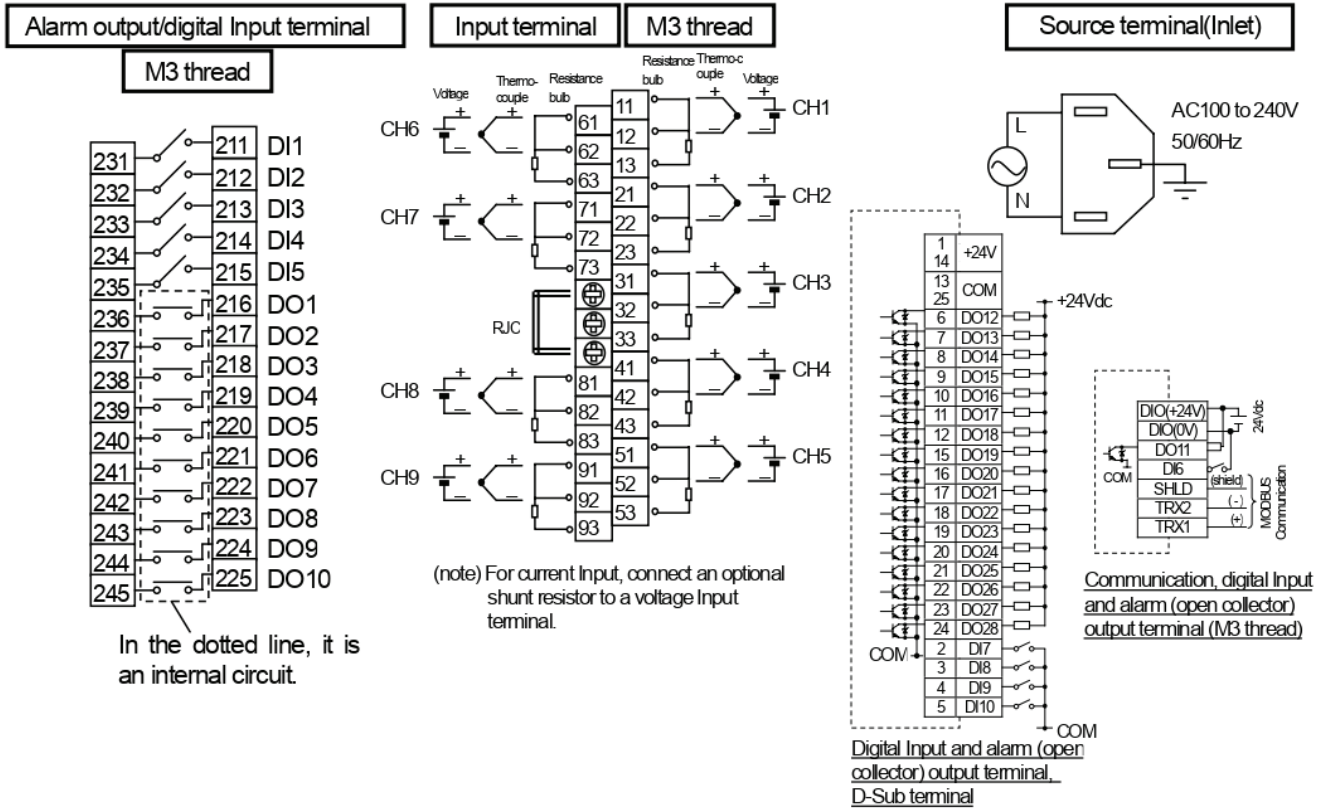 Alarm output/digital Input terminal
M3 thread
231
232
233
234
235
236
237
238
239
240
241
242
243
244
245
211 DI1
212 DI2
213 DI3
214 DI4
215 DI5
216 DO1
217 DO2
218 DO3
219 DO4
220 DO5
221 DO6
222 DO7
223 DO8
224 DO9
225 DO10
In the dotted line, it is
an internal circuit.
Input terminal
M3 thread
Voltage
Thermo-
couple
Resistance
bulb
Resistance
bulb
Thermo-c
ouple
Voltage
CH6 + − + −
CH7 + − + −
RJC
CH8 + − + −
CH9 + − + −
61
62
63
71
72
73
81
82
83
91
92
93
11
12
13
21
22
23
31
32
33
41
42
43
51
52
53
+ − + − CH1
+ − + − CH2
+ − + − CH3
+ − + − CH4
+ − + − CH5
(note) For current Input, connect an optional
shunt resistor to a voltage Input
terminal.
Source terminal(Inlet)
L
N
AC100 to 240V
50/60Hz
1
14
+24V
13
25
COM
+24Vdc
6 DO12
7 DO13
8 DO14
9 DO15
10 DO16
11 DO17
12 DO18
15 DO19
16 DO20
17 DO21
18 DO22
19 DO23
20 DO24
21 DO25
22 DO26
23 DO27
24 DO28
COM
2 DI7
3 DI8
4 DI9
5 DI10
COM
Digital Input and alarm (open
collector) output terminal,
D-Sub terminal
DIO(+24V)
DIO(0V)
DO11
DI6
SHLD
TRX2
TRX1
COM
24Vdc
(shield)
(-)
(+)
MODBUS
Communication
Communication, digital Input
and alarm (open collector)
output terminal (M3 thread)